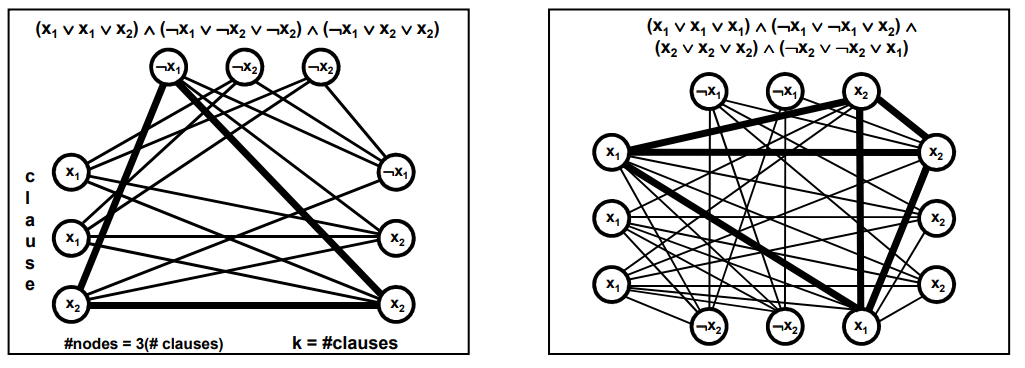 (x₁ ∨ x₁ ∨ x₂) ∧ (¬x₁ ∨ ¬x₂ ∨ ¬x₂) ∧ (¬x₁ ∨ x₂ ∨ x₂)
¬x₁ ¬x₂ ¬x₂
x₁ ¬x₁
x₁ x₂
x₂ x₂
clause
#nodes = 3(# clauses) k = #clauses
(x₁ ∨ x₁ ∨ x₁) ∧ (¬x₁ ∨ ¬x₁ ∨ x₂) ∧
(x₂ ∨ x₂ ∨ x₂) ∧ (¬x₂ ∨ ¬x₂ ∨ x₁)
¬x₁ ¬x₁ x₂
x₁ x₂
x₁ x₂
x₁ x₂
¬x₂ ¬x₂ x₁